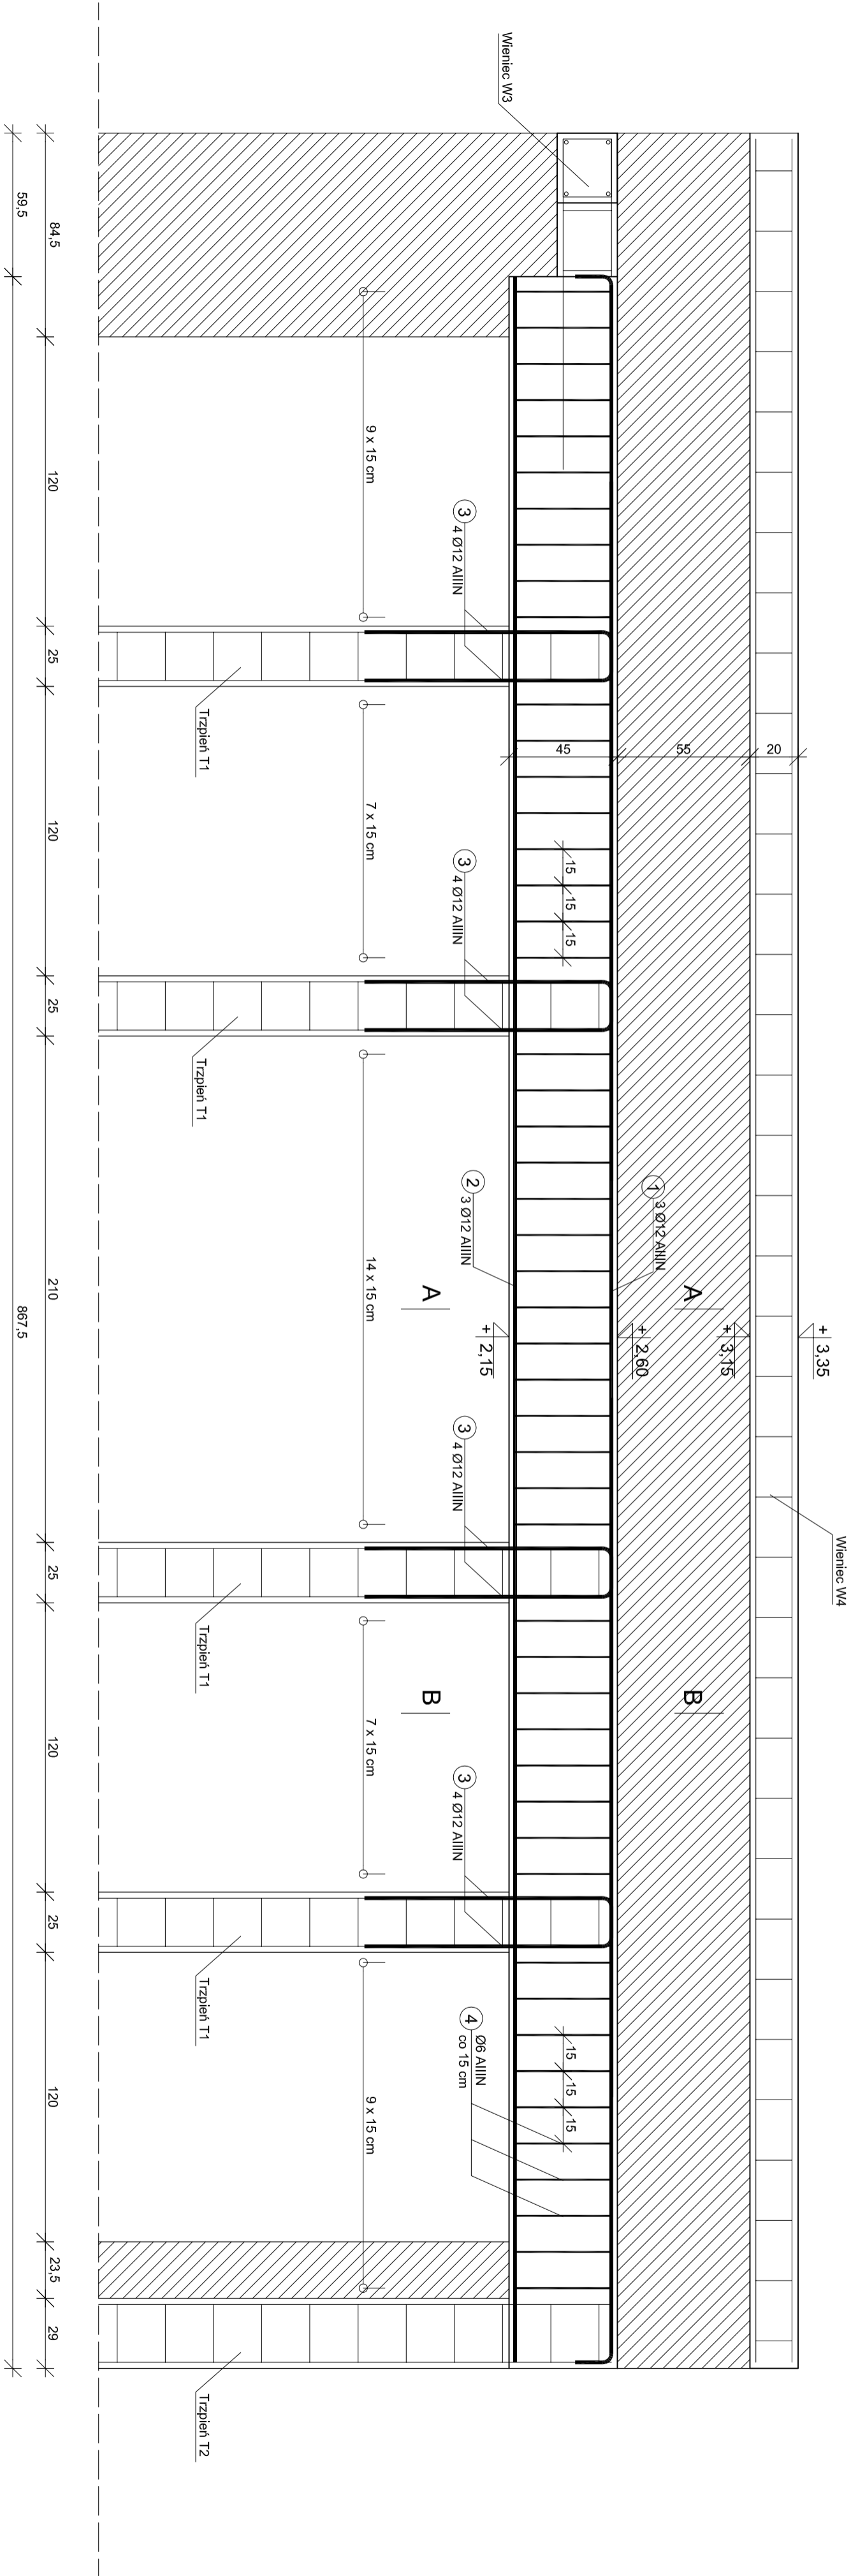 Wieniec W3
Wieniec W4
+
3,35
+
3,15
+
2,60
+
2,15
20
55
45
A
A
B
B
1
3 Ø12 AIIIN
2
3 Ø12 AIIIN
3
4 Ø12 AIIIN
3
4 Ø12 AIIIN
3
4 Ø12 AIIIN
3
4 Ø12 AIIIN
4
Ø6 AIIIN
co 15 cm
15
15
15
15
15
15
9 x 15 cm
7 x 15 cm
14 x 15 cm
7 x 15 cm
9 x 15 cm
Trzpień T1
Trzpień T1
Trzpień T1
Trzpień T1
Trzpień T2
84,5
120
25
120
25
210
25
120
25
120
23,5
29
59,5
867,5